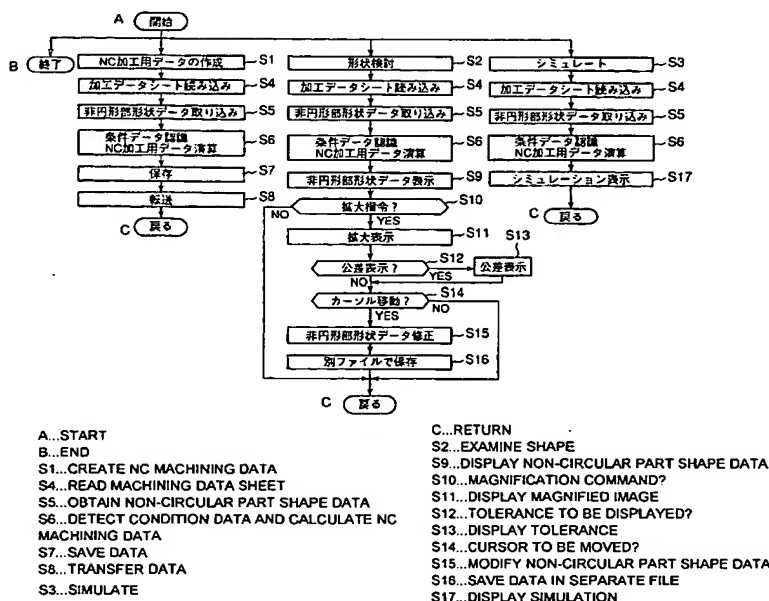 A 開始
B 終了
NC加工用データの作成 S1
形状検討 S2
シミュレート S3
加工データシート読み込み S4
加工データシート読み込み S4
加工データシート読み込み S4
非円形部形状データ取り込み S5
非円形部形状データ取り込み S5
非円形部形状データ取り込み S5
条件データ認識
NC加工用データ演算 S6
条件データ認識
NC加工用データ演算 S6
条件データ認識
NC加工用データ演算 S6
保存 S7
非円形部形状データ表示 S9
シミュレーション表示 S17
転送 S8
拡大指令? S10
NO
YES
C 戻る
C 戻る
拡大表示 S11
公差表示? S12
公差表示 S13
NO
YES
カーソル移動? S14
YES
NO
非円形部形状データ修正 S15
別ファイルで保存 S16
C 戻る
A...START
B...END
S1...CREATE NC MACHINING DATA
S4...READ MACHINING DATA SHEET
S5...OBTAIN NON-CIRCULAR PART SHAPE DATA
S6...DETECT CONDITION DATA AND CALCULATE NC
MACHINING DATA
S7...SAVE DATA
S8...TRANSFER DATA
S3...SIMULATE
C...RETURN
S2...EXAMINE SHAPE
S9...DISPLAY NON-CIRCULAR PART SHAPE DATA
S10...MAGNIFICATION COMMAND?
S11...DISPLAY MAGNIFIED IMAGE
S12...TOLERANCE TO BE DISPLAYED?
S13...DISPLAY TOLERANCE
S14...CURSOR TO BE MOVED?
S15...MODIFY NON-CIRCULAR PART SHAPE DATA
S16...SAVE DATA IN SEPARATE FILE
S17...DISPLAY SIMULATION